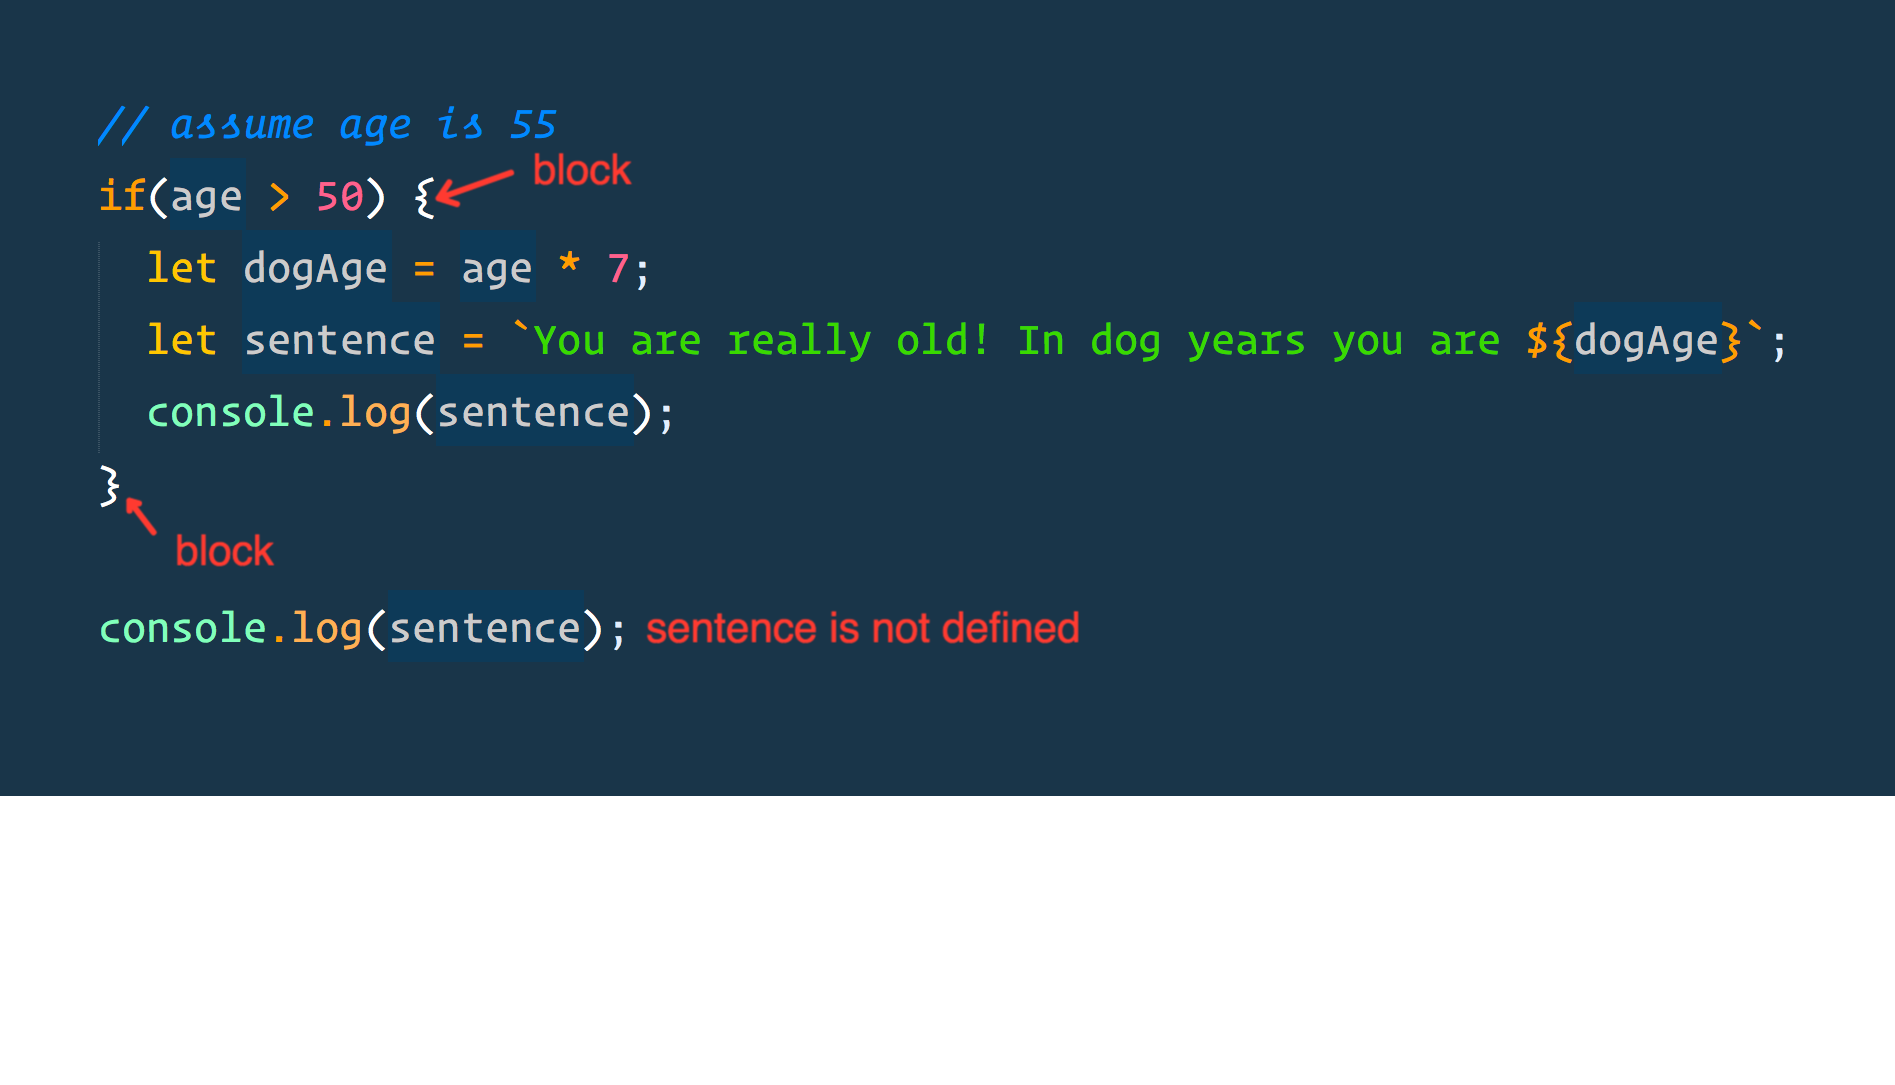 // assume age is 55
if(age > 50) { block
let dogAge = age * 7;
let sentence = `You are really old! In dog years you are ${dogAge}`;
console.log(sentence);
}
block
console.log(sentence); sentence is not defined